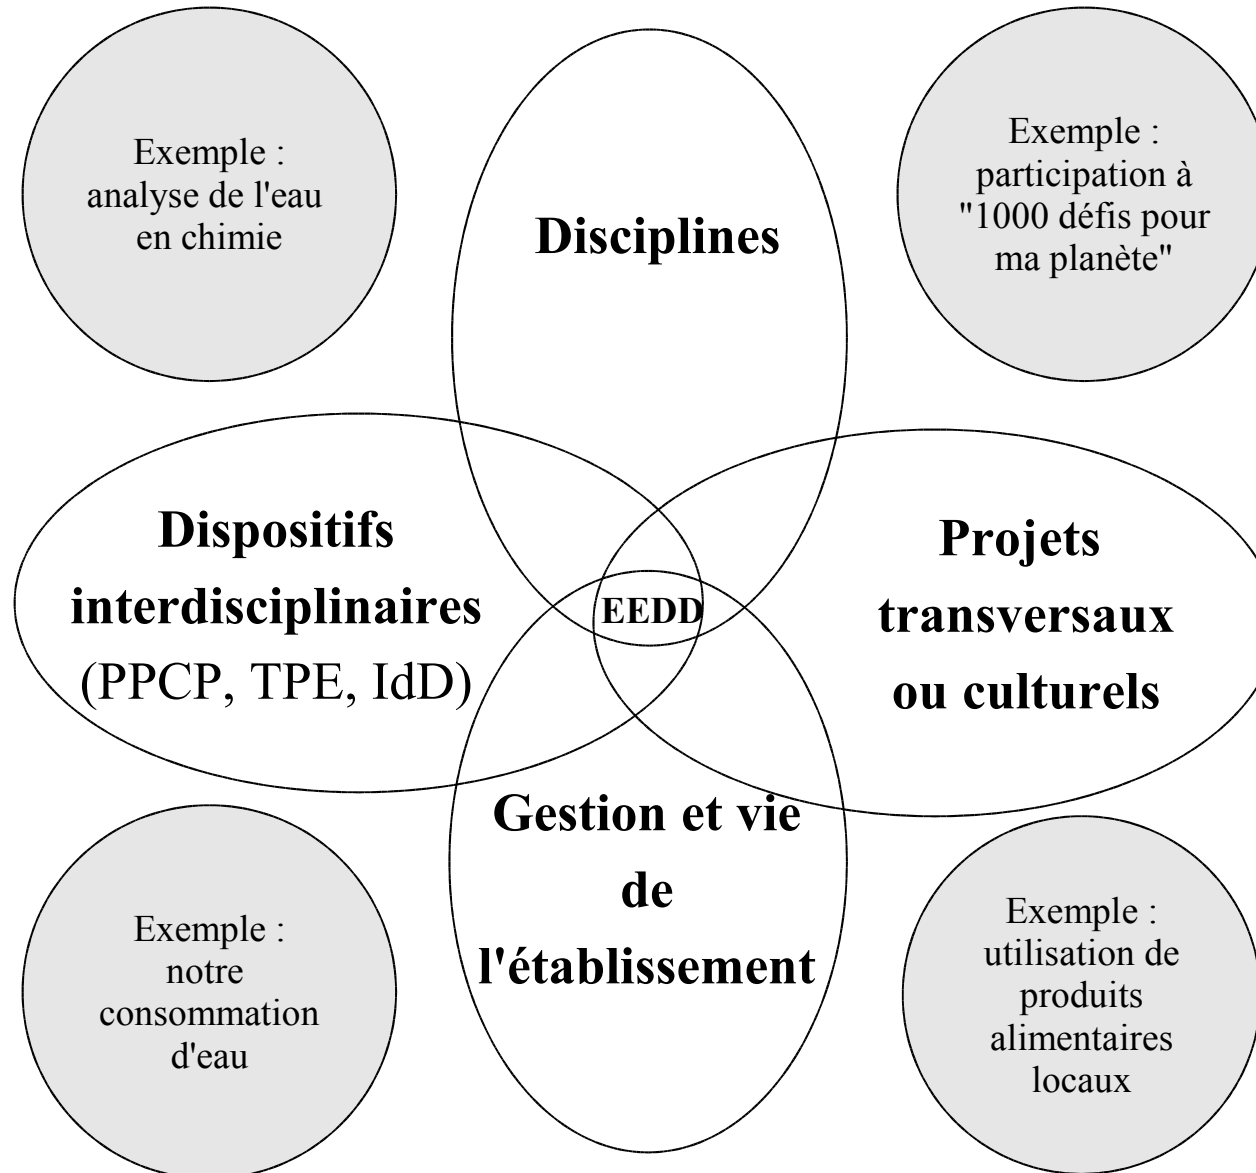 Exemple :
analyse de l'eau
en chimie
Disciplines
Exemple :
participation à
"1000 défis pour
ma planète"
Dispositifs
interdisciplinaires
(PPCP, TPE, IdD)
EEDD
Projets
transversaux
ou culturels
Gestion et vie
de
l'établissement
Exemple :
notre
consommation
d'eau
Exemple :
utilisation de
produits
alimentaires
locaux